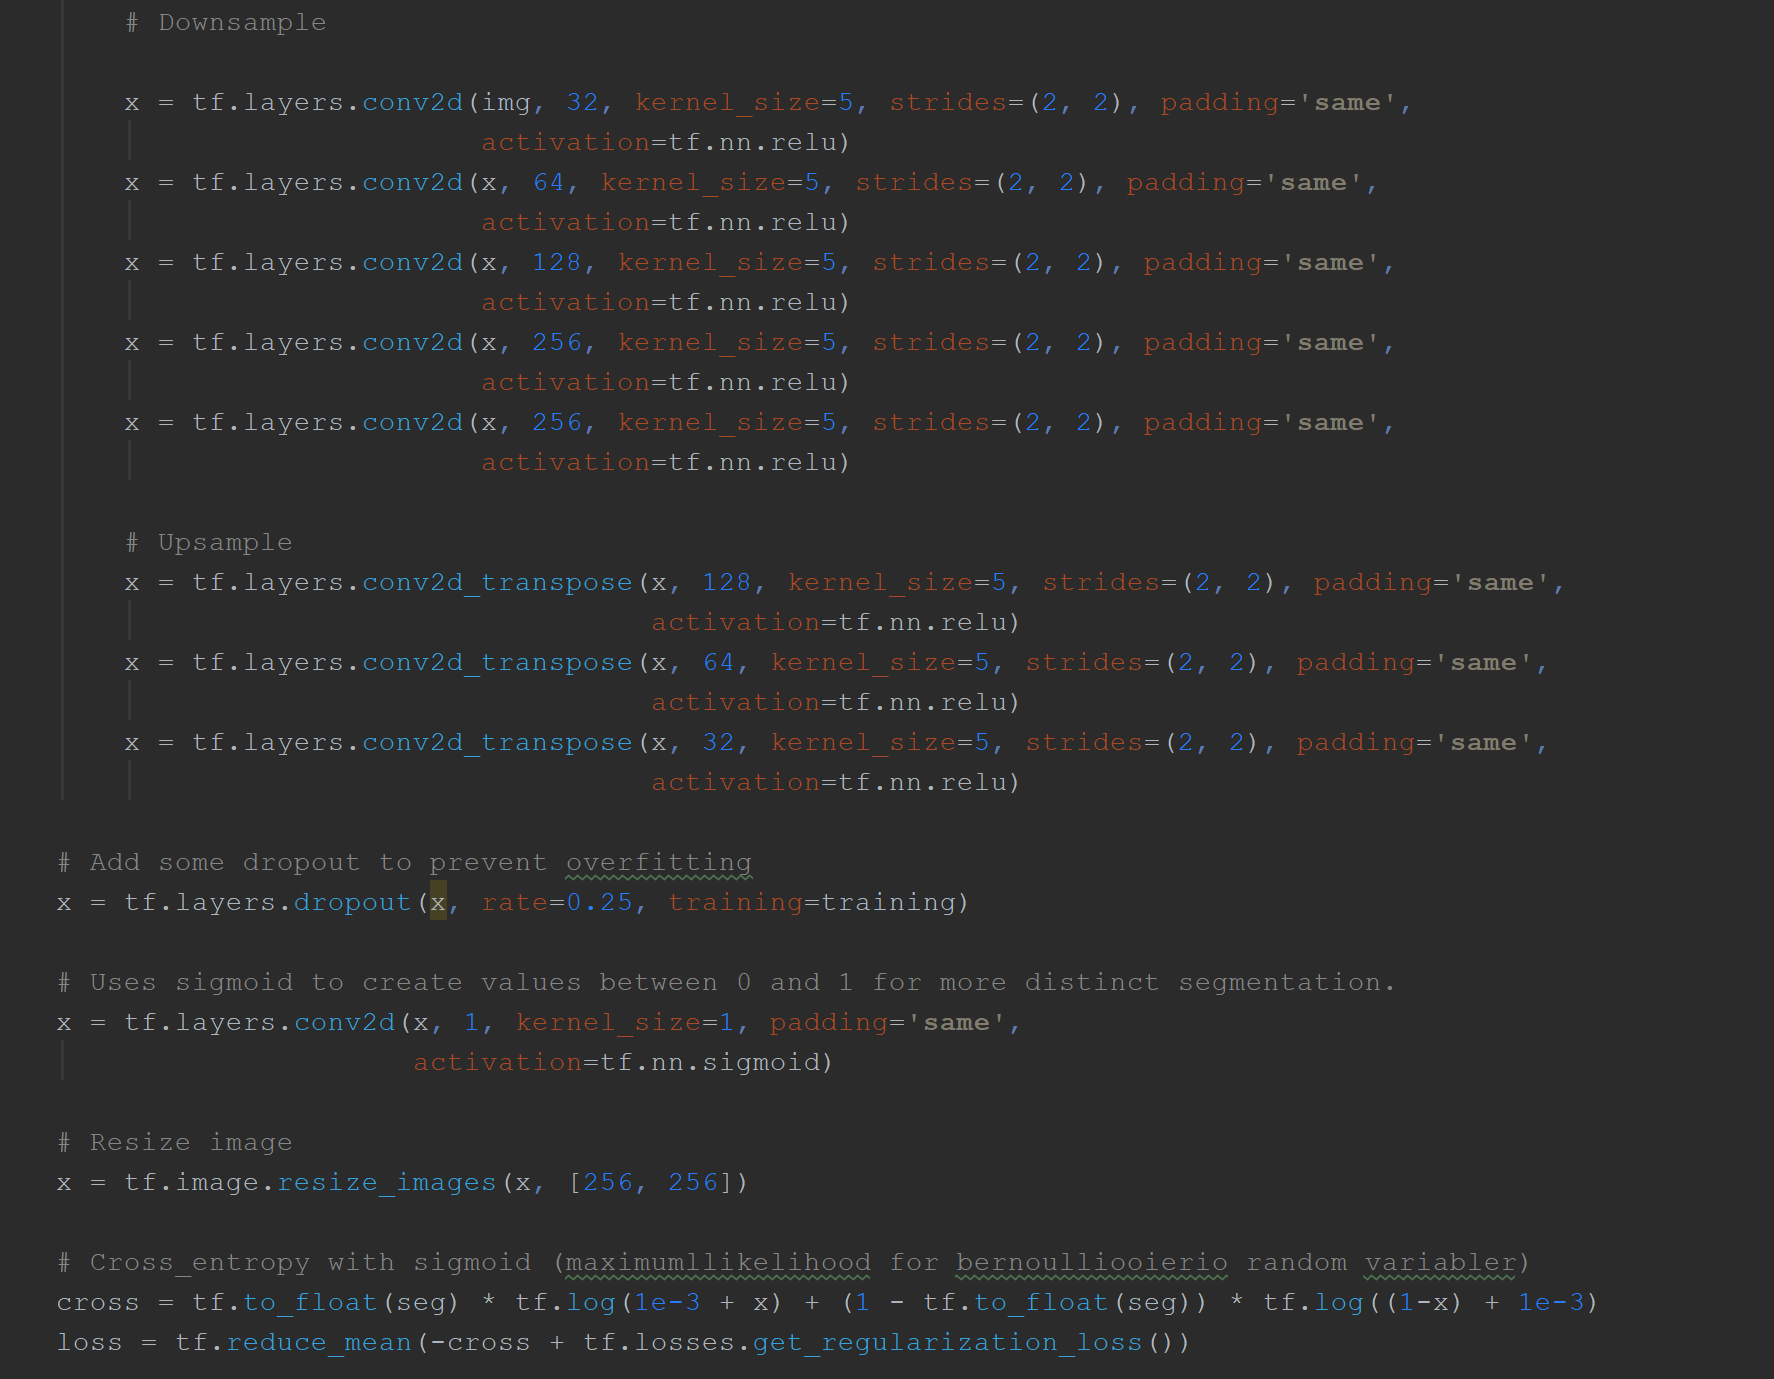 # Downsample
x = tf.layers.conv2d(img, 32, kernel_size=5, strides=(2, 2), padding='same',
activation=tf.nn.relu)
x = tf.layers.conv2d(x, 64, kernel_size=5, strides=(2, 2), padding='same',
activation=tf.nn.relu)
x = tf.layers.conv2d(x, 128, kernel_size=5, strides=(2, 2), padding='same',
activation=tf.nn.relu)
x = tf.layers.conv2d(x, 256, kernel_size=5, strides=(2, 2), padding='same',
activation=tf.nn.relu)
x = tf.layers.conv2d(x, 256, kernel_size=5, strides=(2, 2), padding='same',
activation=tf.nn.relu)
# Upsample
x = tf.layers.conv2d_transpose(x, 128, kernel_size=5, strides=(2, 2), padding='same',
activation=tf.nn.relu)
x = tf.layers.conv2d_transpose(x, 64, kernel_size=5, strides=(2, 2), padding='same',
activation=tf.nn.relu)
x = tf.layers.conv2d_transpose(x, 32, kernel_size=5, strides=(2, 2), padding='same',
activation=tf.nn.relu)
# Add some dropout to prevent overfitting
x = tf.layers.dropout(x, rate=0.25, training=training)
# Uses sigmoid to create values between 0 and 1 for more distinct segmentation.
x = tf.layers.conv2d(x, 1, kernel_size=1, padding='same',
activation=tf.nn.sigmoid)
# Resize image
x = tf.image.resize_images(x, [256, 256])
# Cross_entropy with sigmoid (maximumllikelihood for bernoulliooierio random variabler)
cross = tf.to_float(seg) * tf.log(1e-3 + x) + (1 - tf.to_float(seg)) * tf.log((1-x) + 1e-3)
loss = tf.reduce_mean(-cross + tf.losses.get_regularization_loss())